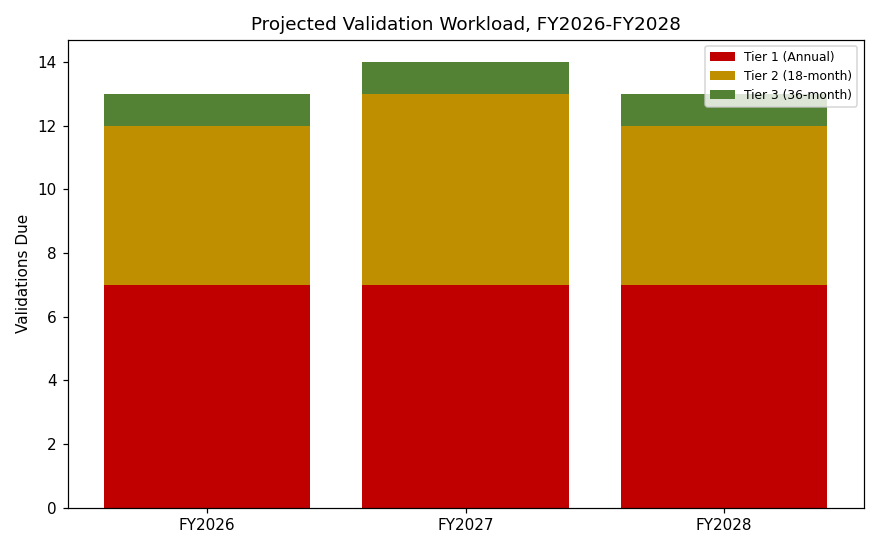 Projected Validation Workload, FY2026-FY2028
Tier 1 (Annual)
Tier 2 (18-month)
Tier 3 (36-month)
Validations Due
14
12
10
8
6
4
2
0
FY2026
FY2027
FY2028